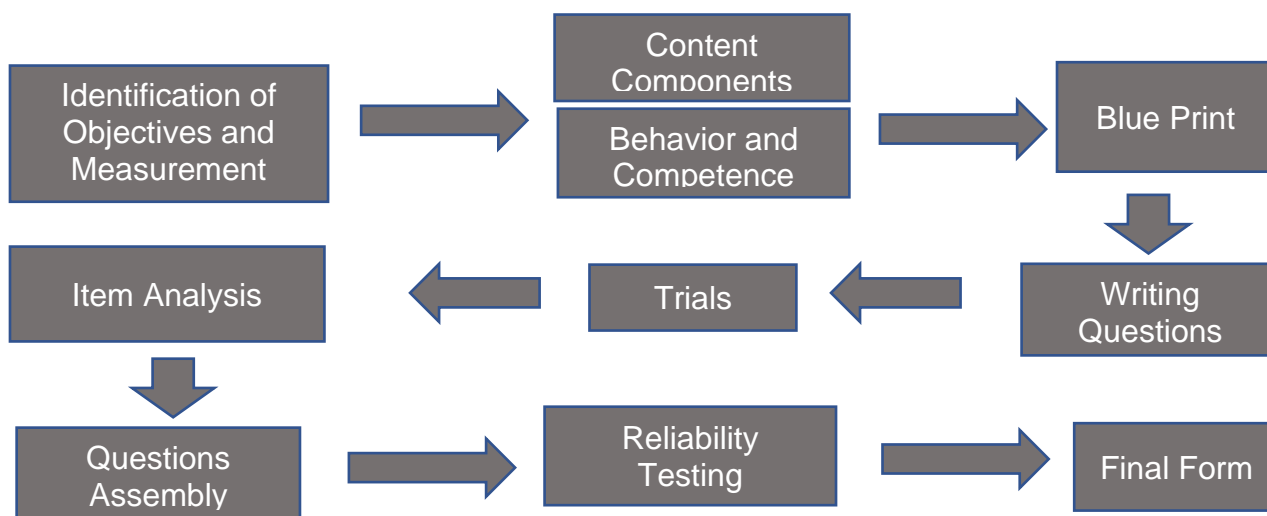 Identification of
Objectives and
Measurement
Content
Components
Behavior and
Competence
Blue Print
Writing
Questions
Trials
Item Analysis
Questions
Assembly
Reliability
Testing
Final Form